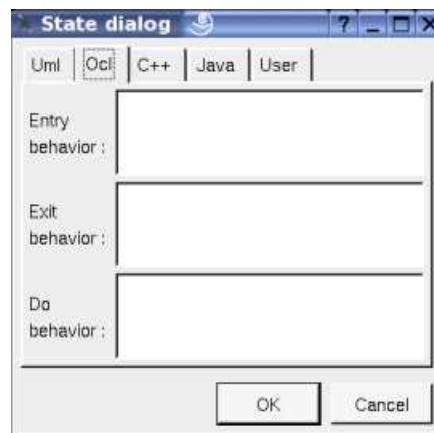 State dialog
Uml Ocl C++ Java User
Entry
behavior :
Exit
behavior :
Do
behavior :
OK Cancel